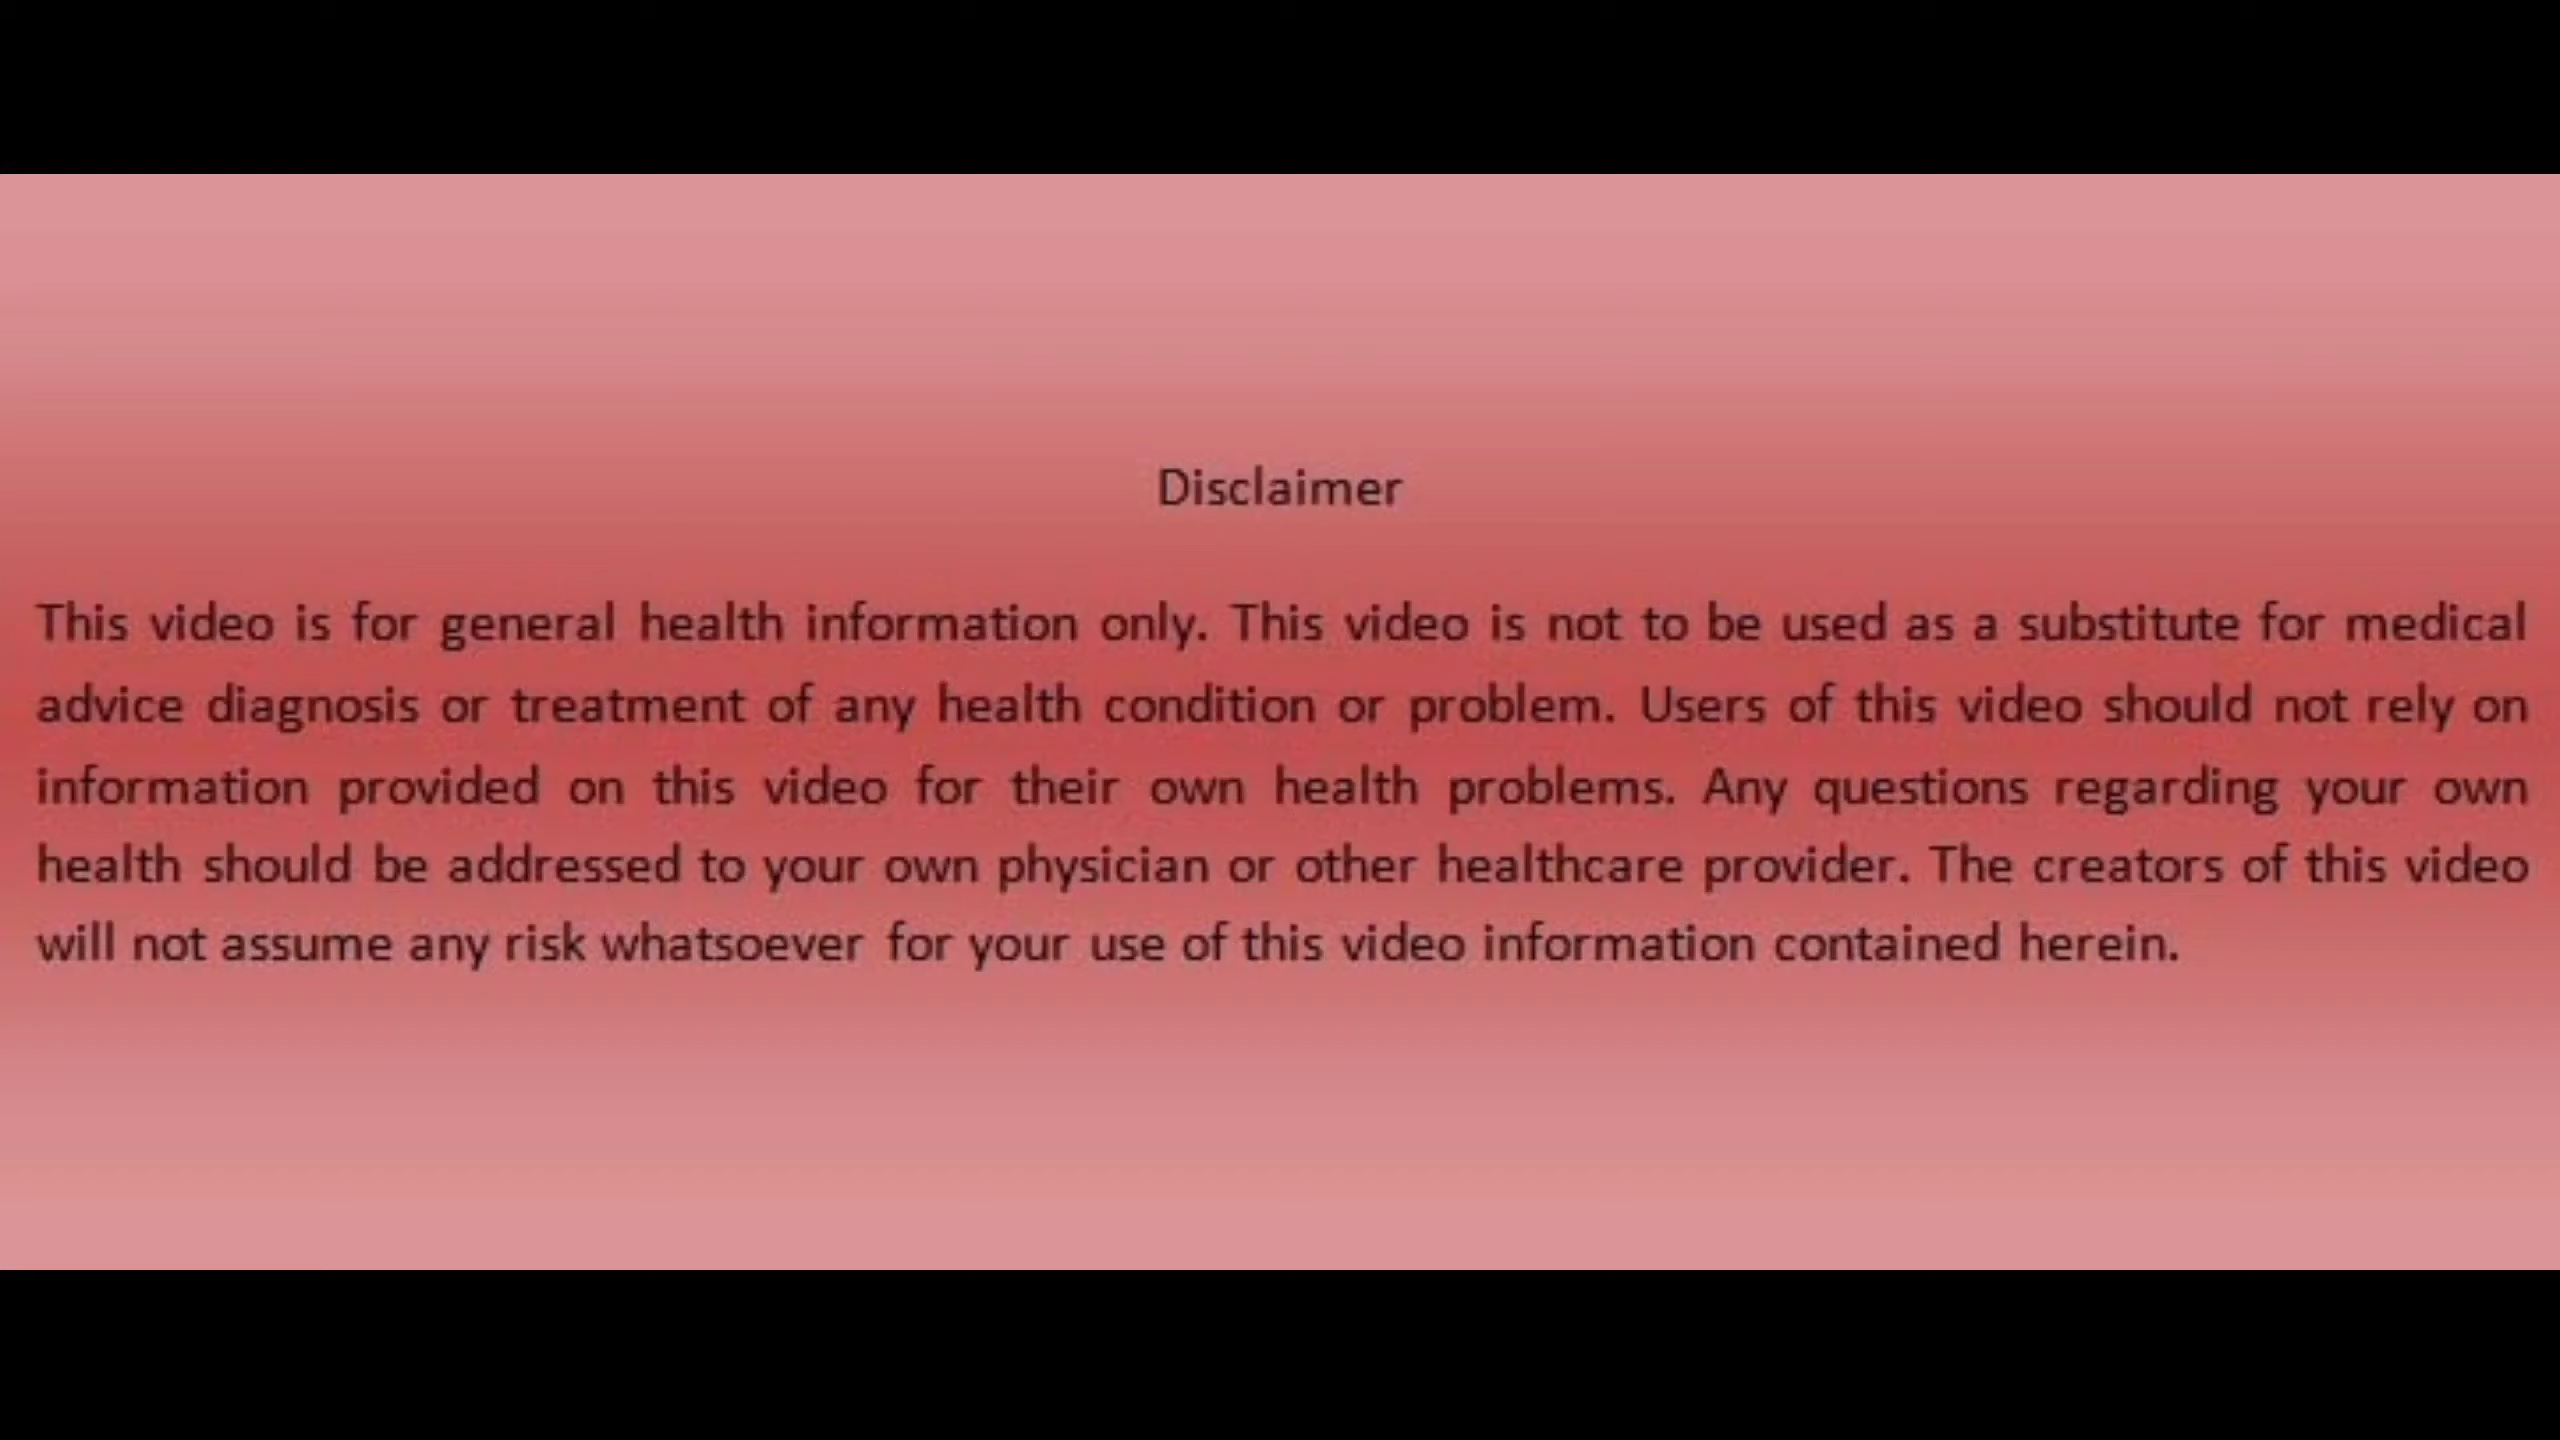 Disclaimer
This video is for general health information only. This video is not to be used as a substitute for medical
advice diagnosis or treatment of any health condition or problem. Users of this video should not rely on
information provided on this video for their own health problems. Any questions regarding your own
health should be addressed to your own physician or other healthcare provider. The creators of this video
will not assume any risk whatsoever for your use of this video information contained herein.